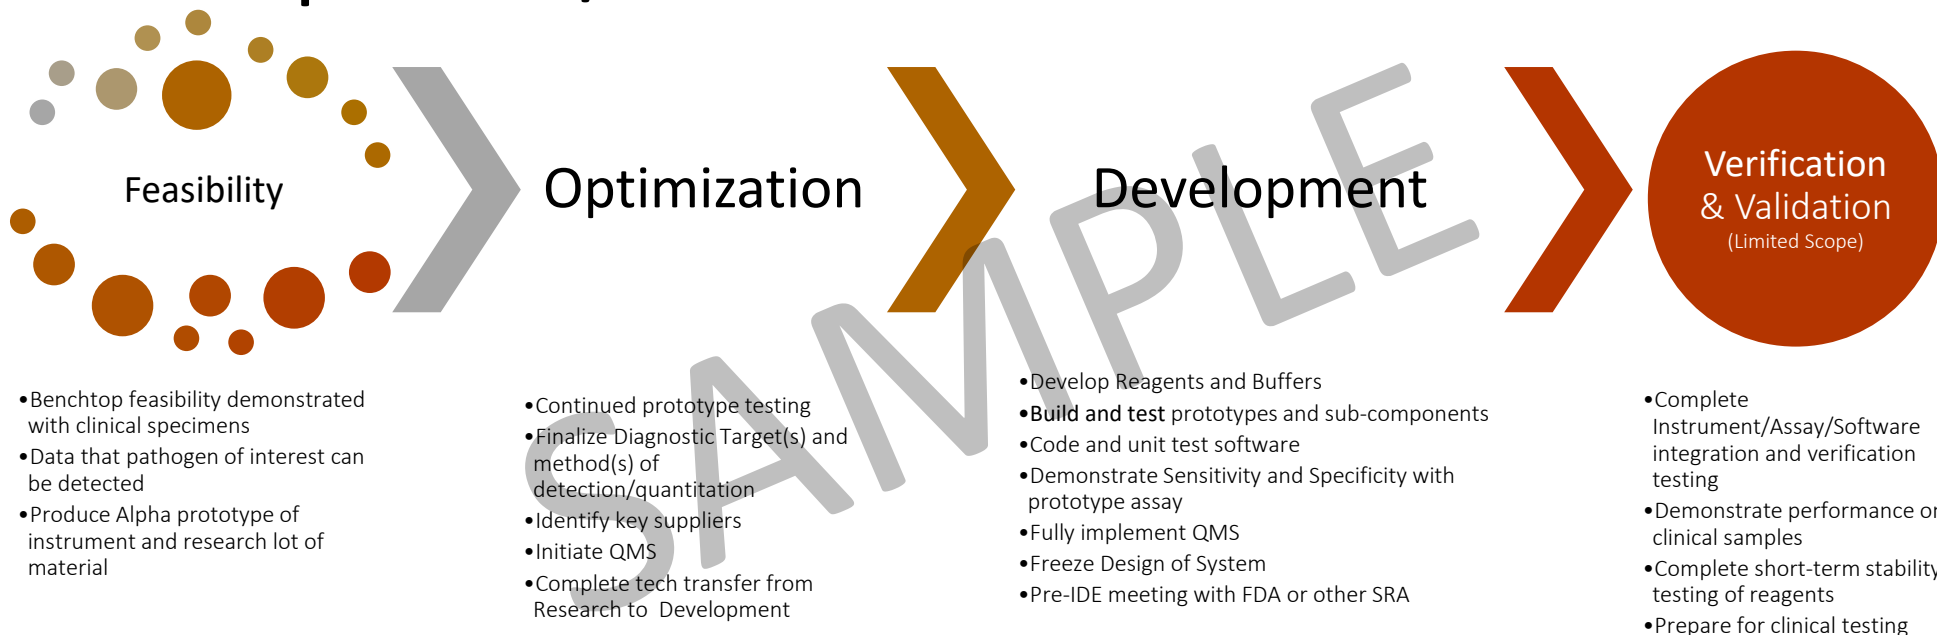 Feasibility
Optimization
Development
Verification
& Validation
(Limited Scope)
SAMPLE
•Benchtop feasibility demonstrated
with clinical specimens
•Data that pathogen of interest can
be detected
•Produce Alpha prototype of
instrument and research lot of
material
•Continued prototype testing
•Finalize Diagnostic Target(s) and
method(s) of
detection/quantitation
•Identify key suppliers
•Initiate QMS
•Complete tech transfer from
Research to Development
•Develop Reagents and Buffers
•Build and test prototypes and sub-components
•Code and unit test software
•Demonstrate Sensitivity and Specificity with
prototype assay
•Fully implement QMS
•Freeze Design of System
•Pre-IDE meeting with FDA or other SRA
•Complete
Instrument/Assay/Software
integration and verification
testing
•Demonstrate performance on
clinical samples
•Complete short-term stability
testing of reagents
•Prepare for clinical testing